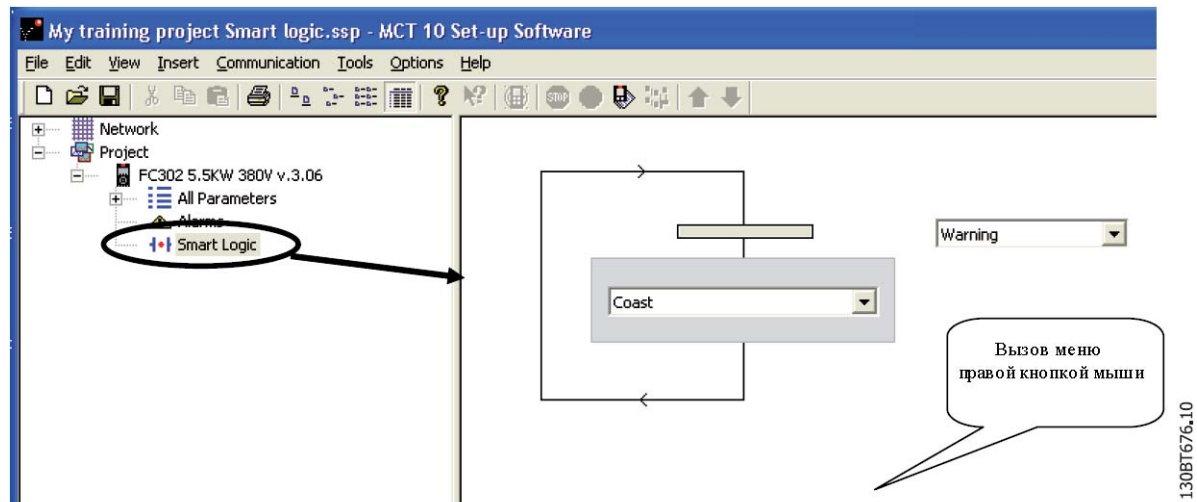 My training project Smart logic.ssp - MCT 10 Set-up Software
File Edit View Insert Communication Tools Options Help
STOP
Network
Project
FC302 5.5KW 380V v.3.06
All Parameters
Alarms
Smart Logic
Warning
Coast
Вызов меню
правой кнопкой мыши
130BT676.10